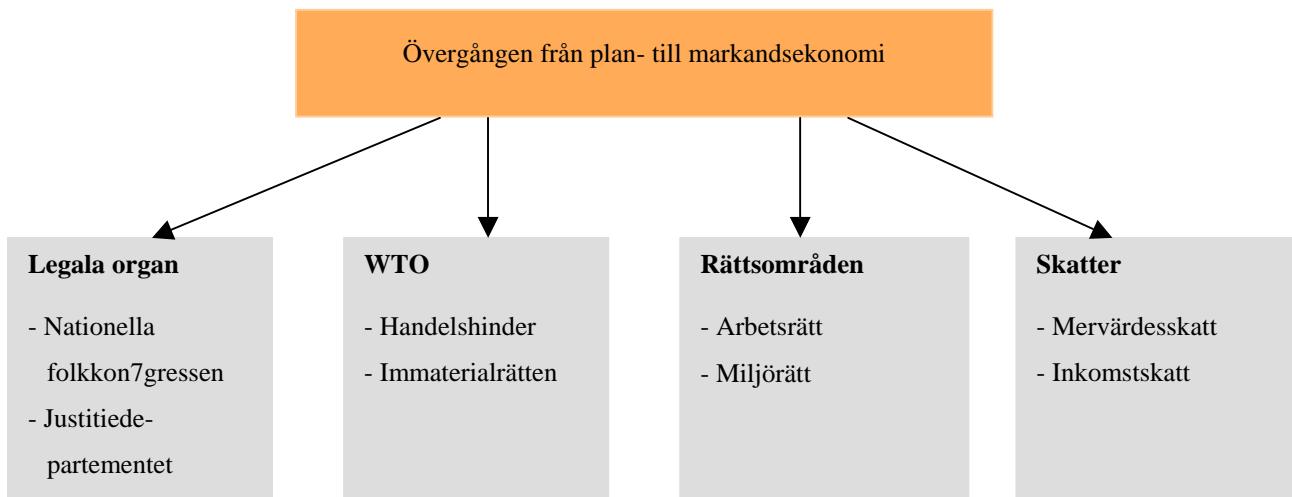 Övergången från plan- till markandsekonomi
Legala organ
- Nationella
folkkon7gressen
- Justitiede-
partementet
WTO
- Handelshinder
- Immaterialrätten
Rättsområden
- Arbetsrätt
- Miljörätt
Skatter
- Mervärdesskatt
- Inkomstskatt